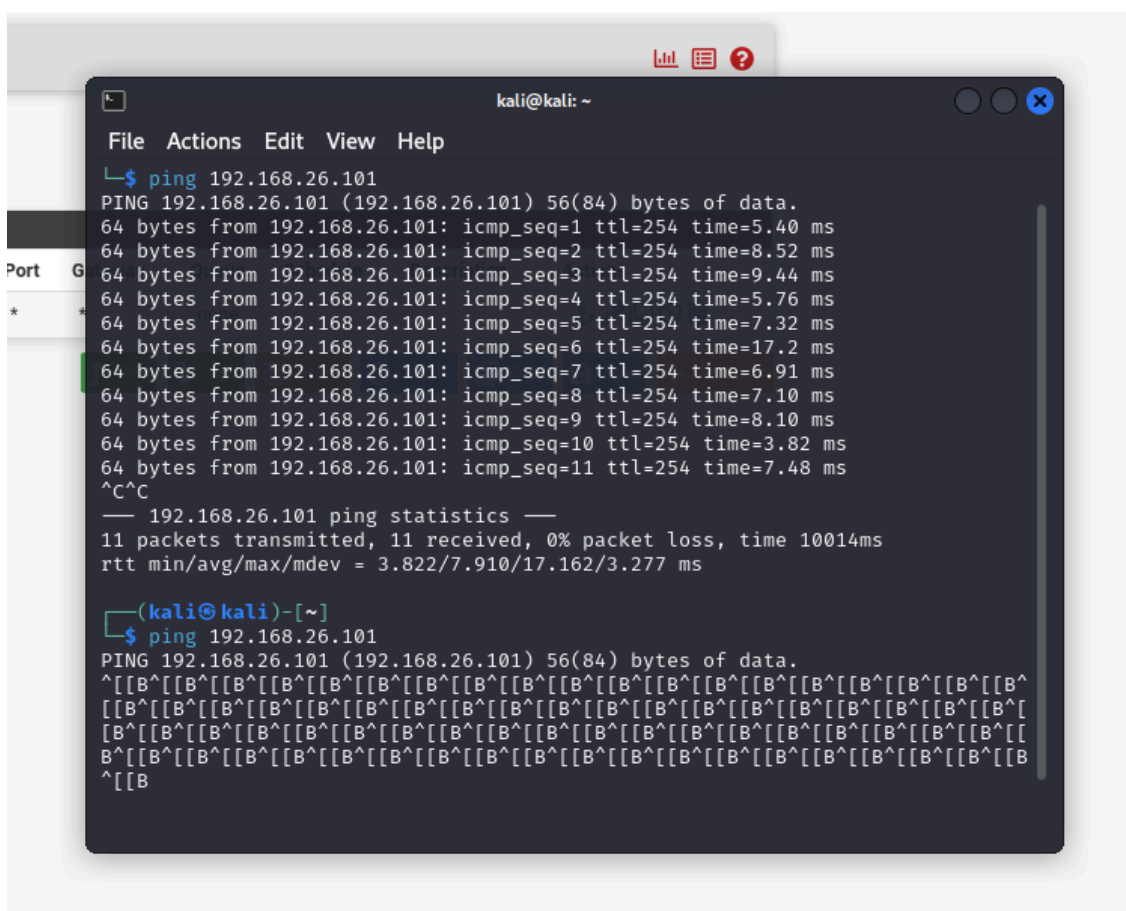 kali@kali: ~
File Actions Edit View Help
└─$ ping 192.168.26.101
PING 192.168.26.101 (192.168.26.101) 56(84) bytes of data.
64 bytes from 192.168.26.101: icmp_seq=1 ttl=254 time=5.40 ms
64 bytes from 192.168.26.101: icmp_seq=2 ttl=254 time=8.52 ms
Port
64 bytes from 192.168.26.101: icmp_seq=3 ttl=254 time=9.44 ms
64 bytes from 192.168.26.101: icmp_seq=4 ttl=254 time=5.76 ms
* *
64 bytes from 192.168.26.101: icmp_seq=5 ttl=254 time=7.32 ms
64 bytes from 192.168.26.101: icmp_seq=6 ttl=254 time=17.2 ms
64 bytes from 192.168.26.101: icmp_seq=7 ttl=254 time=6.91 ms
64 bytes from 192.168.26.101: icmp_seq=8 ttl=254 time=7.10 ms
64 bytes from 192.168.26.101: icmp_seq=9 ttl=254 time=8.10 ms
64 bytes from 192.168.26.101: icmp_seq=10 ttl=254 time=3.82 ms
64 bytes from 192.168.26.101: icmp_seq=11 ttl=254 time=7.48 ms
^C^C
── 192.168.26.101 ping statistics ──
11 packets transmitted, 11 received, 0% packet loss, time 10014ms
rtt min/avg/max/mdev = 3.822/7.910/17.162/3.277 ms
┌──(kali㉿kali)-[~]
└─$ ping 192.168.26.101
PING 192.168.26.101 (192.168.26.101) 56(84) bytes of data.
^[[B^[[B^[[B^[[B^[[B^[[B^[[B^[[B^[[B^[[B^[[B^[[B^[[B^[[B^[[B^[[B^[[B^[[B^[[B^
[[B^[[B^[[B^[[B^[[B^[[B^[[B^[[B^[[B^[[B^[[B^[[B^[[B^[[B^[[B^[[B^[[B^[[B^[[B^[
[B^[[B^[[B^[[B^[[B^[[B^[[B^[[B^[[B^[[B^[[B^[[B^[[B^[[B^[[B^[[B^[[B^[[B^[[B^[[
B^[[B^[[B^[[B^[[B^[[B^[[B^[[B^[[B^[[B^[[B^[[B^[[B^[[B^[[B^[[B^[[B^[[B^[[B^[[B
^[[B